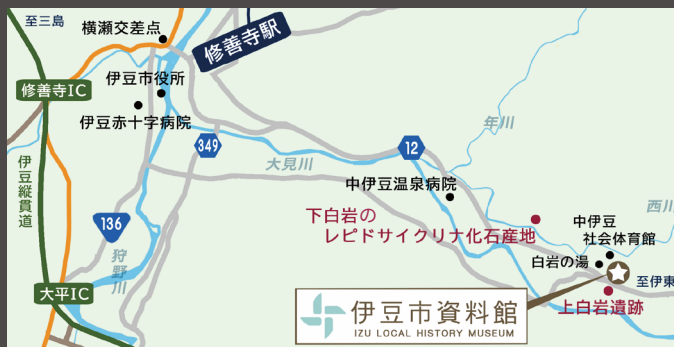 至三島
横瀬交差点
修善寺駅
伊豆市役所
修善寺IC
伊豆赤十字病院
349
12
年川
大見川
伊豆縦貫道
中伊豆温泉病院
下白岩の
レピドサイクリナ化石産地
西川
136
狩野川
中伊豆
社会体育館
白岩の湯
至伊東
大平IC
上白岩遺跡
伊豆市資料館
IZU LOCAL HISTORY MUSEUM